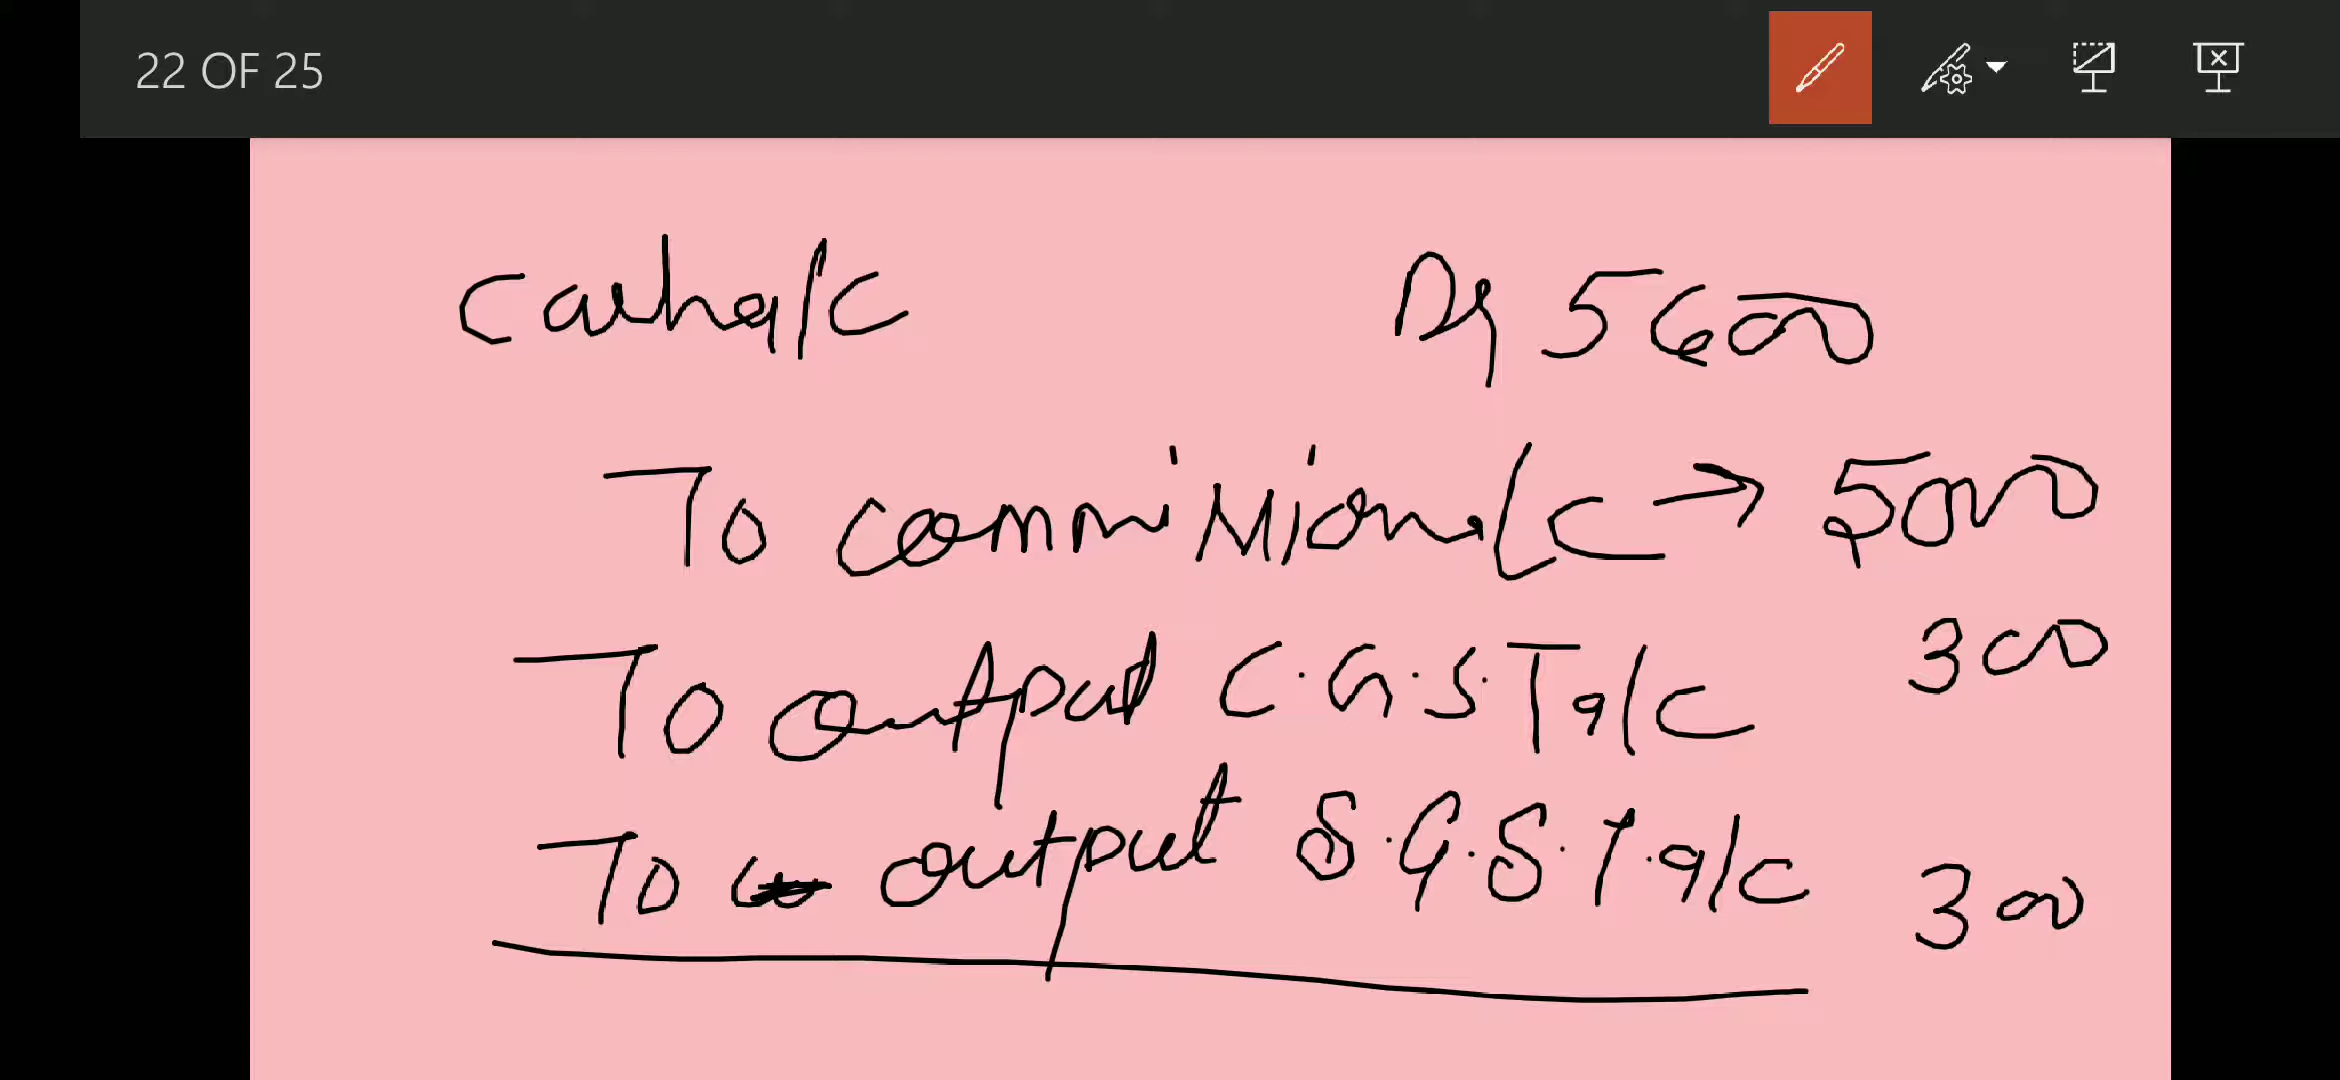 22 OF 25
Cash a/c Dr 5600
To commission a/c → 5000
To output C.G.S.T a/c 300
To output S.G.S.T. a/c 300